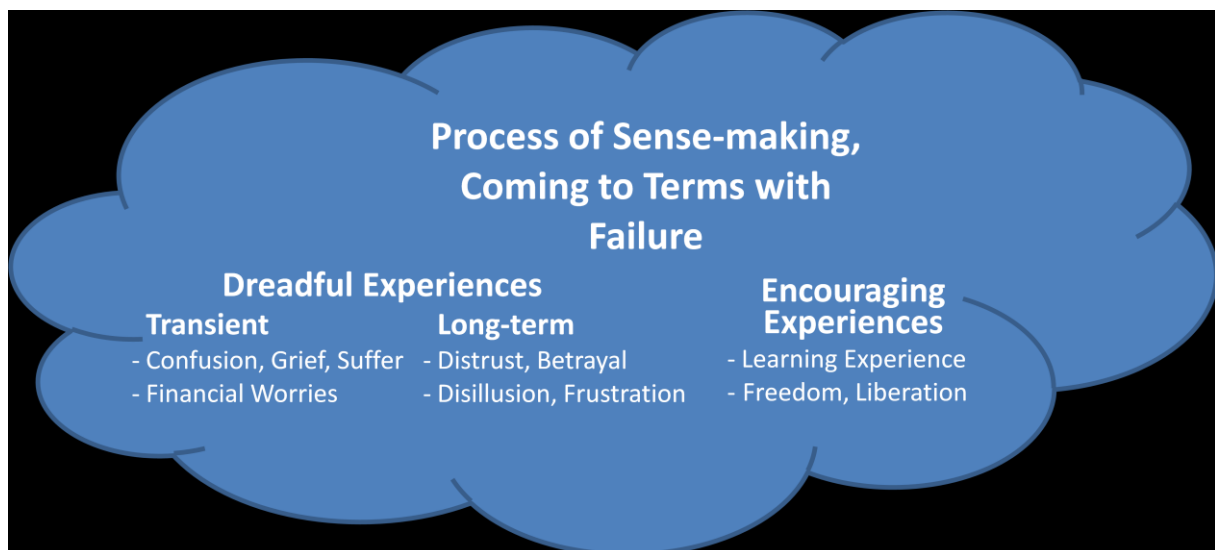 Process of Sense-making,
Coming to Terms with
Failure
Dreadful Experiences
Transient
- Confusion, Grief, Suffer
- Financial Worries
Long-term
- Distrust, Betrayal
- Disillusion, Frustration
Encouraging
Experiences
- Learning Experience
- Freedom, Liberation